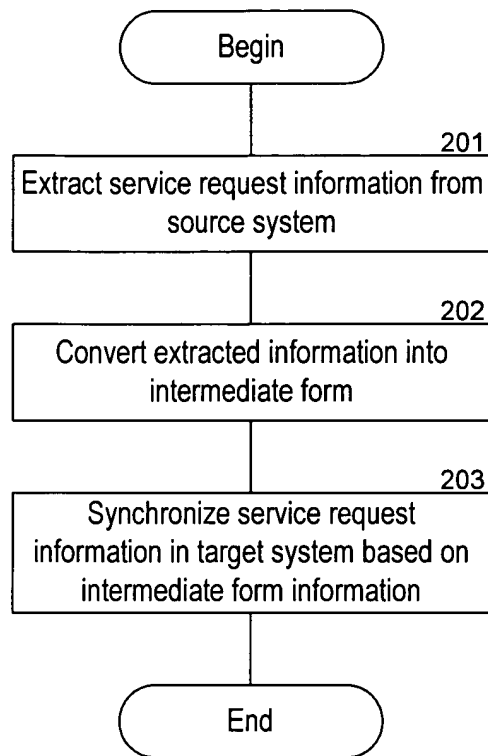 Begin
201
Extract service request information from
source system
202
Convert extracted information into
intermediate form
203
Synchronize service request
information in target system based on
intermediate form information
End